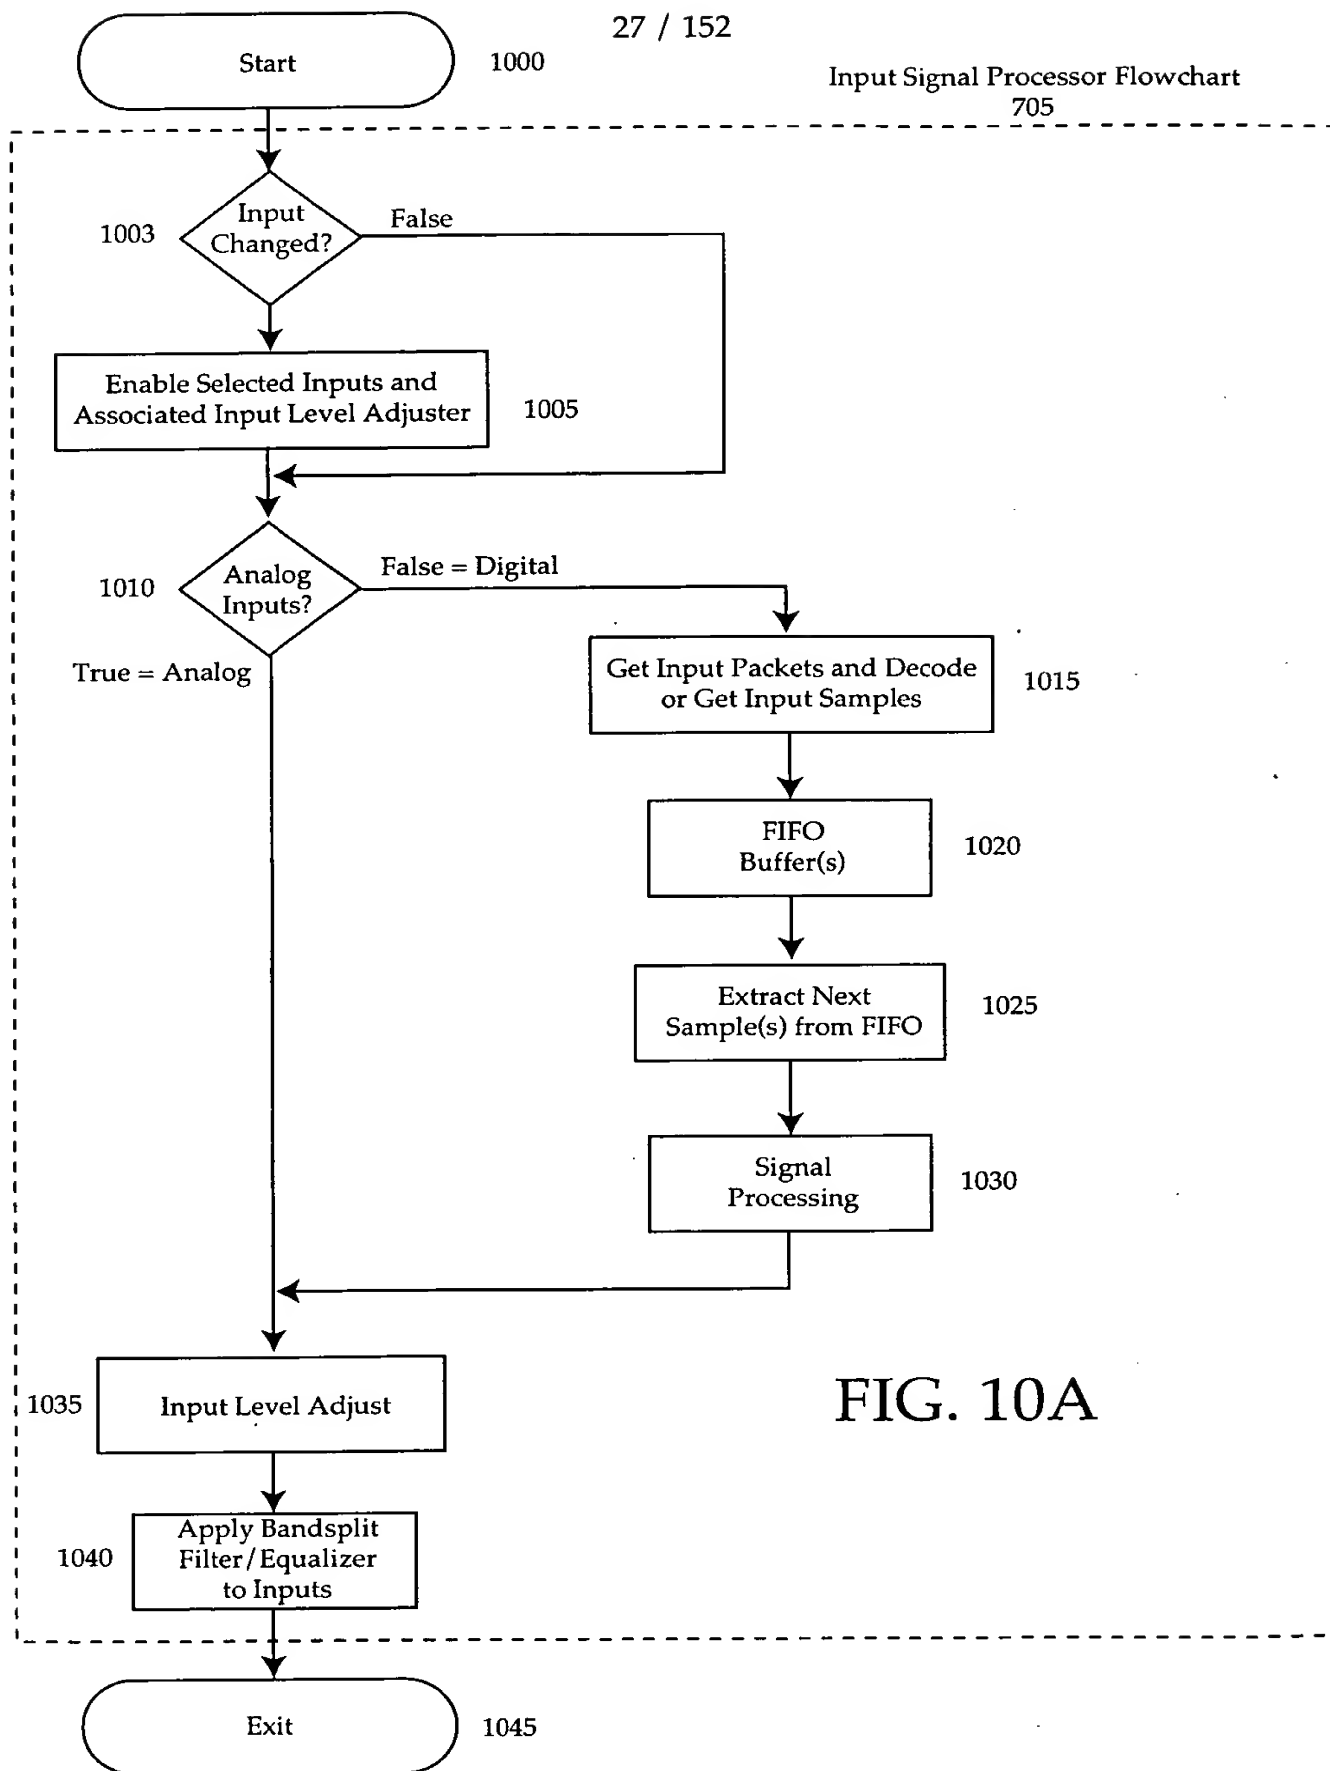 27 / 152
Start
1000
Input Signal Processor Flowchart
705
1003
Input
Changed?
False
Enable Selected Inputs and
Associated Input Level Adjuster
1005
1010
Analog
Inputs?
False = Digital
True = Analog
Get Input Packets and Decode
or Get Input Samples
1015
FIFO
Buffer(s)
1020
Extract Next
Sample(s) from FIFO
1025
Signal
Processing
1030
1035
Input Level Adjust
FIG. 10A
1040
Apply Bandsplit
Filter/Equalizer
to Inputs
Exit
1045